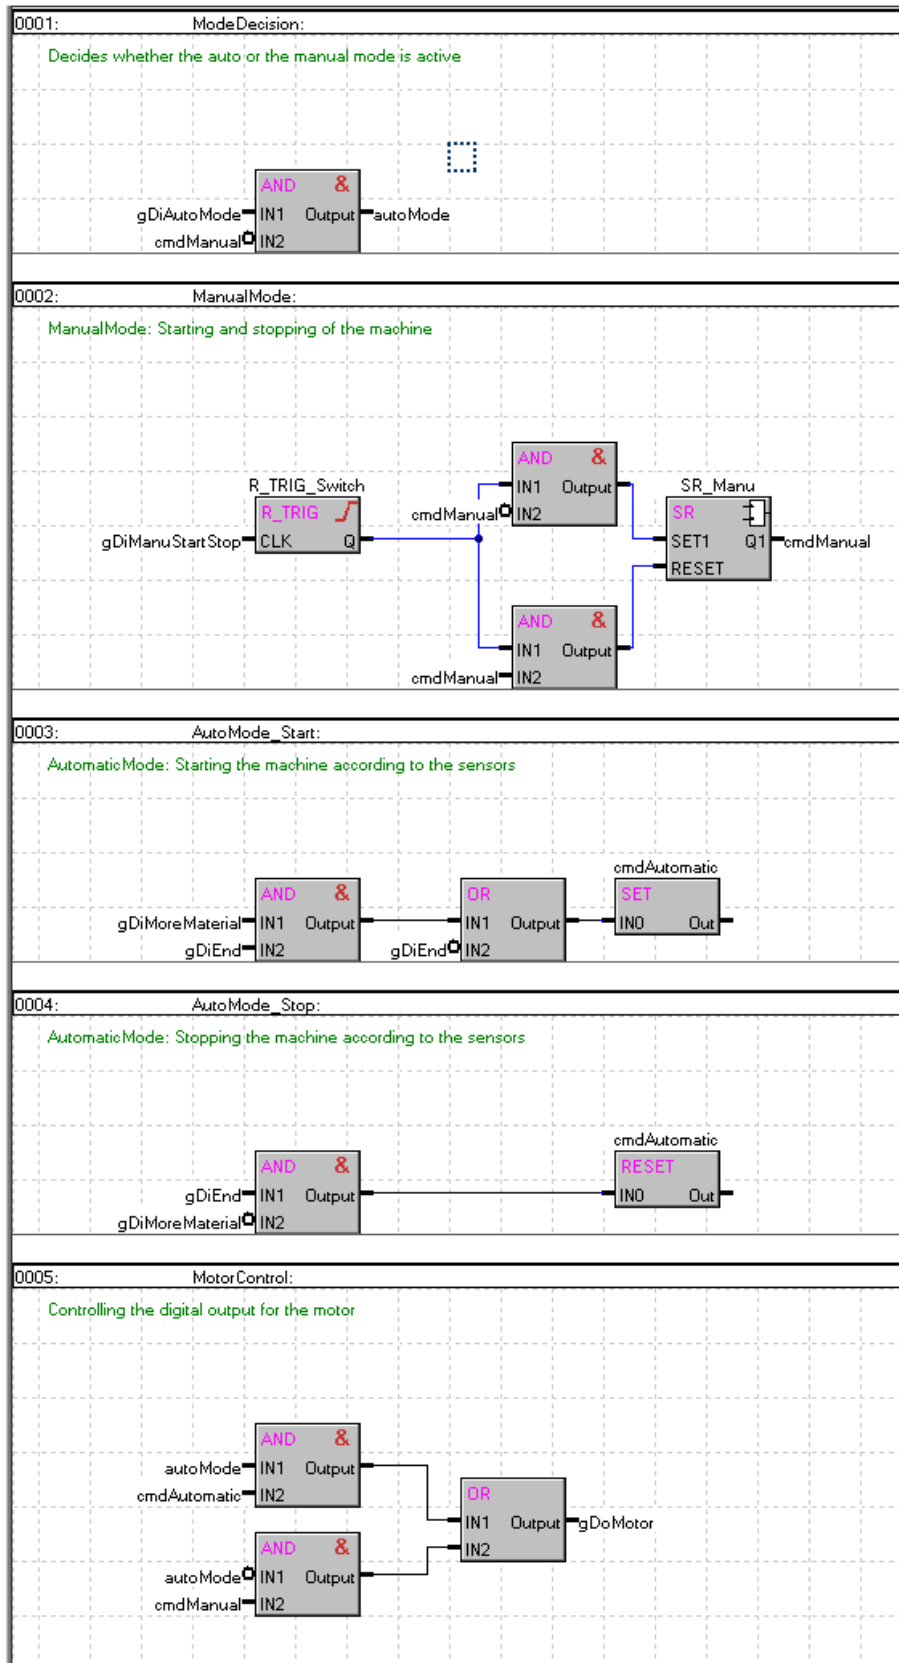 0001: ModeDecision:
Decides whether the auto or the manual mode is active
AND &
gDiAutoMode IN1 Output autoMode
cmdManual IN2
0002: ManualMode:
ManualMode: Starting and stopping of the machine
AND &
R_TRIG_Switch IN1 Output SR_Manu
R_TRIG cmdManual IN2 SR
gDiManuStartStop CLK Q SET1 Q1 cmdManual
RESET
AND &
IN1 Output
cmdManual IN2
0003: AutoMode_Start:
AutomaticMode: Starting the machine according to the sensors
cmdAutomatic
AND & OR SET
gDiMoreMaterial IN1 Output IN1 Output IN0 Out
gDiEnd IN2 gDiEnd IN2
0004: AutoMode_Stop:
AutomaticMode: Stopping the machine according to the sensors
cmdAutomatic
AND & RESET
gDiEnd IN1 Output IN0 Out
gDiMoreMaterial IN2
0005: MotorControl:
Controlling the digital output for the motor
AND &
autoMode IN1 Output
cmdAutomatic IN2 OR
IN1 Output gDoMotor
AND & IN2
autoMode IN1 Output
cmdManual IN2